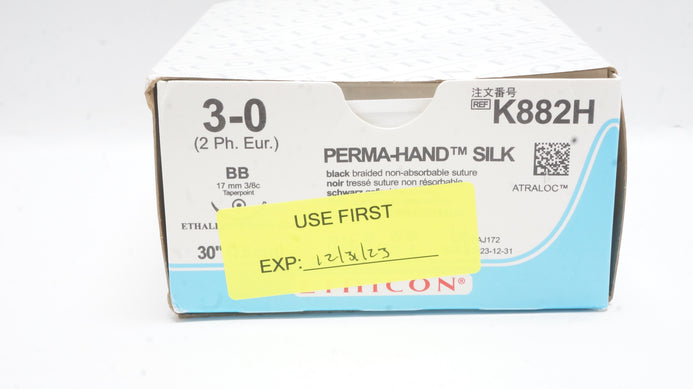 3-0
(2 Ph. Eur.)
BB
17 mm 3/8c
Taperpoint
30"
注文番号
REF K882H
PERMA-HAND™ SILK
black braided non-absorbable suture
noir tressé suture non résorbable
schwarz
ATRALOC™
AJ172
23-12-31
USE FIRST
EXP: 12/31/23
ETHICON®